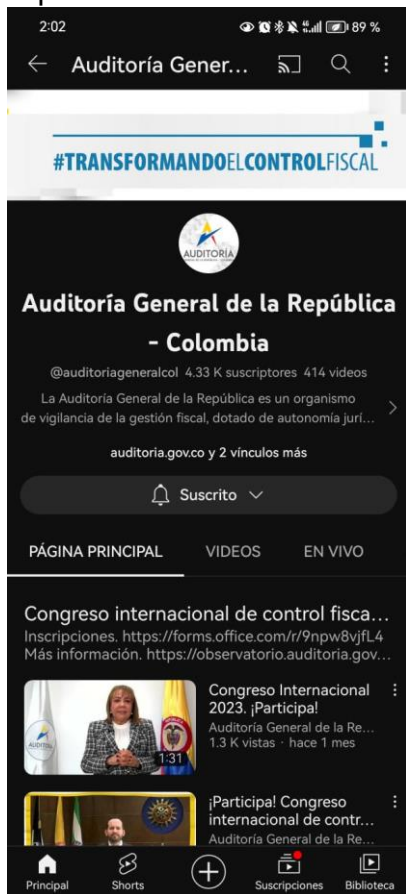 2:02
89 %
Auditoría Gener...
#TRANSFORMANDOELCONTROLFISCAL
AUDITORÍA
Auditoría General de la República
- Colombia
@auditoriageneralcol 4.33 K suscriptores 414 videos
La Auditoría General de la República es un organismo
de vigilancia de la gestión fiscal, dotado de autonomía jurí...
auditoria.gov.co y 2 vínculos más
Suscrito
PÁGINA PRINCIPAL VIDEOS EN VIVO
Congreso internacional de control fisca...
Inscripciones. https://forms.office.com/r/9npw8vjfL4
Más información. https://observatorio.auditoria.gov...
Congreso Internacional
2023. ¡Participa!
Auditoría General de la Re...
1.3 K vistas · hace 1 mes
1:31
¡Participa! Congreso
internacional de contr...
Auditoría General de la Re...
Principal Shorts Suscripciones Biblioteca